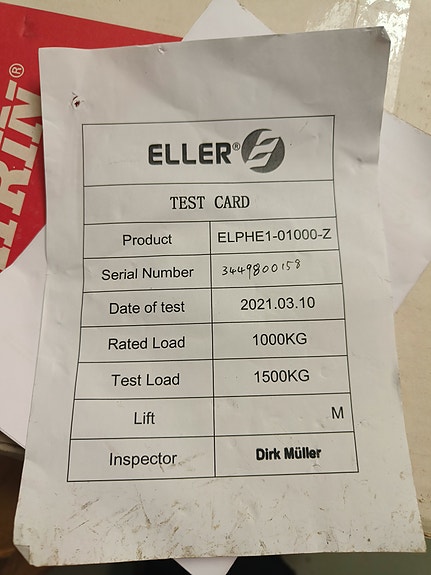 ELLER®
TEST CARD
Product ELPHE1-01000-Z
Serial Number 3449800158
Date of test 2021.03.10
Rated Load 1000KG
Test Load 1500KG
Lift M
Inspector Dirk Müller